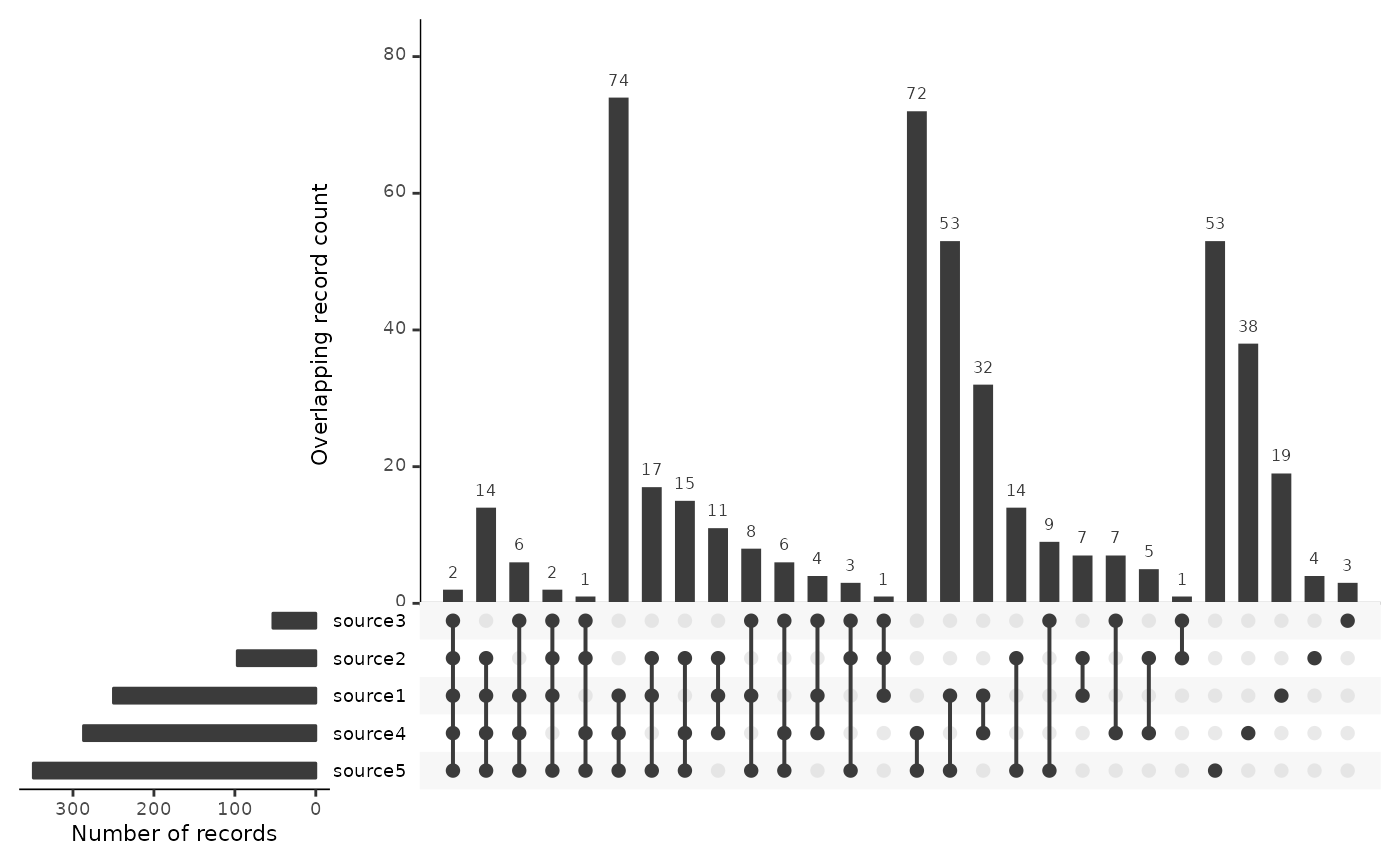 80
60
40
20
0
Overlapping record count
2 14 6 2 1 74 17 15 11 8 6 4 3 1 72 53 32 14 9 7 7 5 1 53 38 19 4 3
source3
source2
source1
source4
source5
300 200 100 0
Number of records